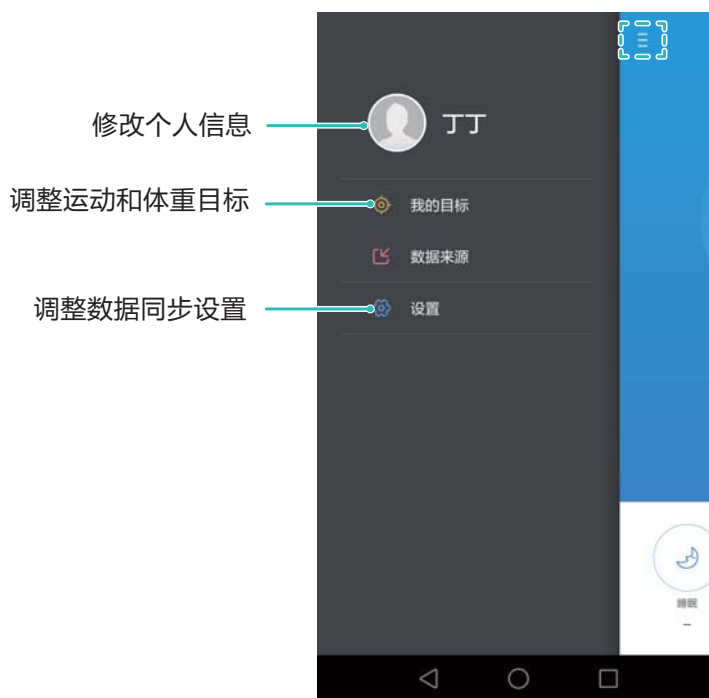 修改个人信息
丁丁
调整运动和体重目标
我的目标
数据来源
调整数据同步设置
设置
睡眠
--